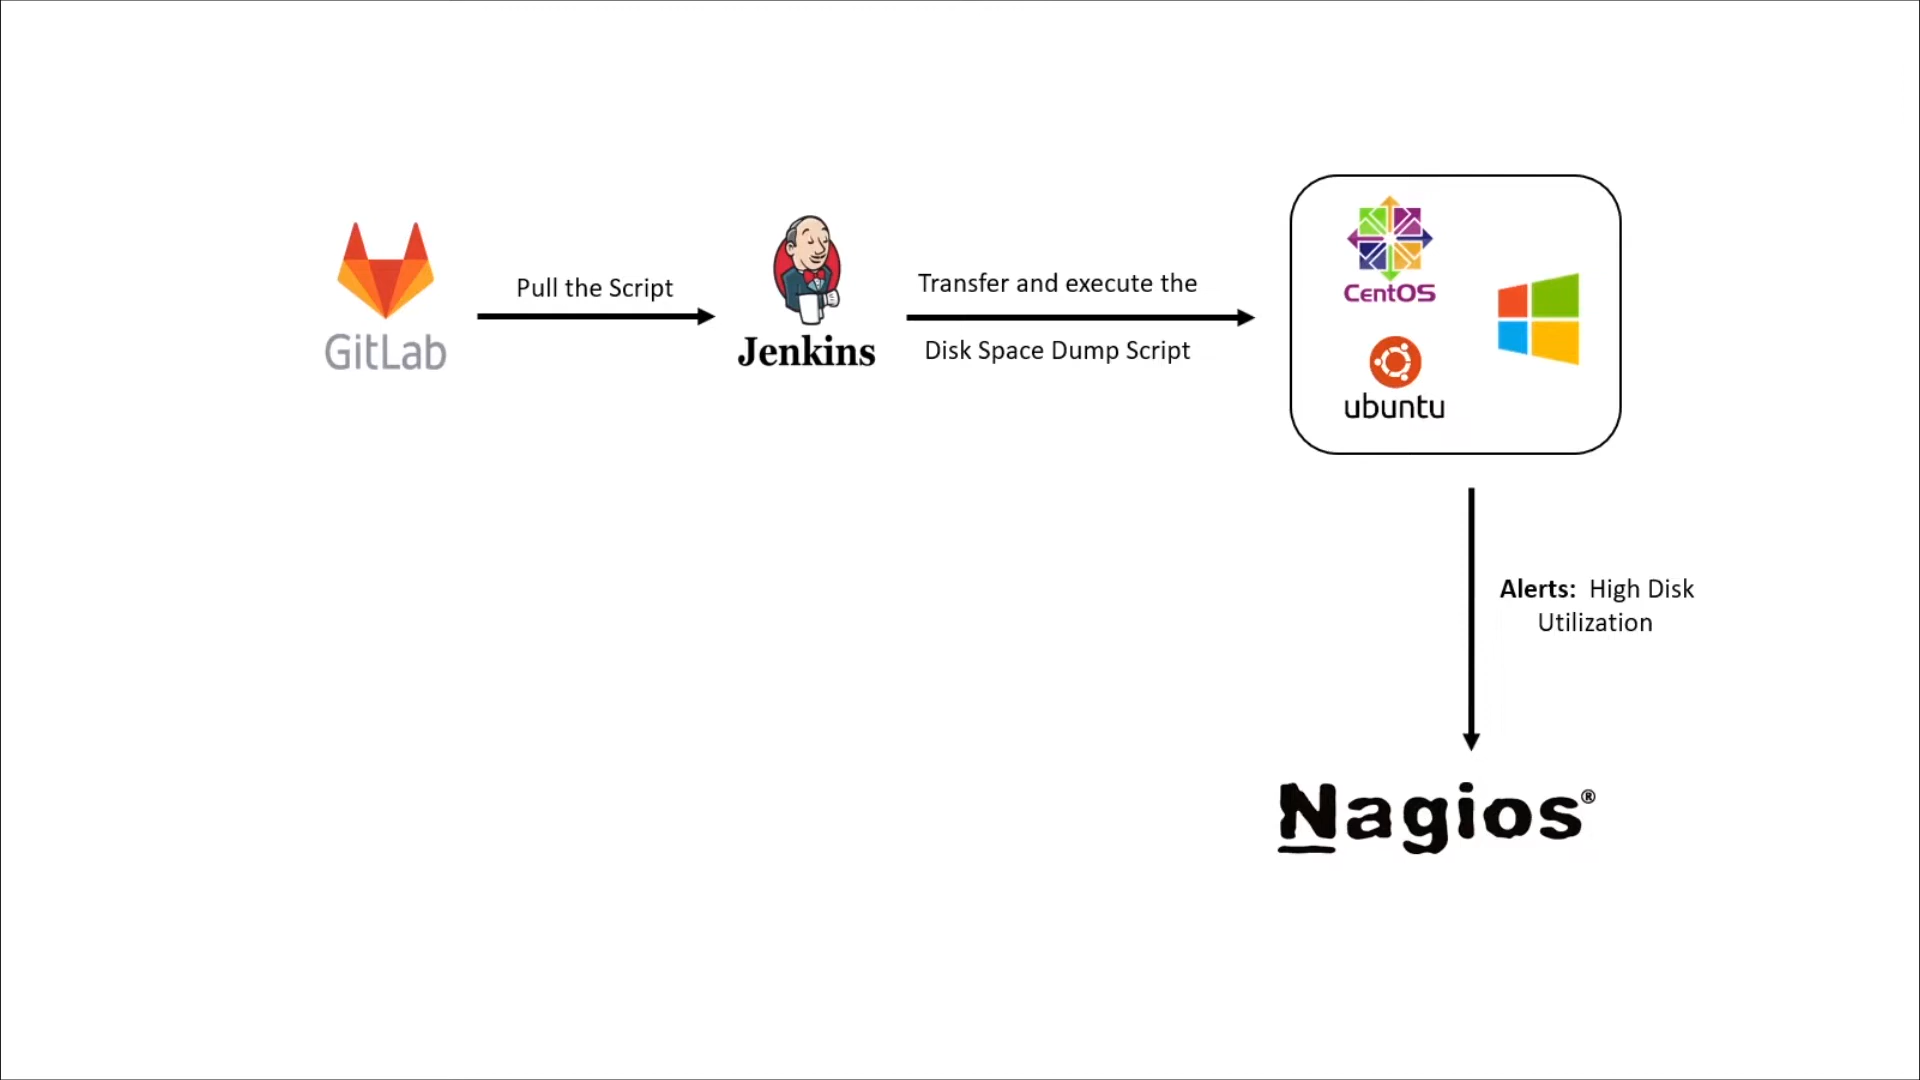 Pull the Script
GitLab
Jenkins
Transfer and execute the
Disk Space Dump Script
CentOS
ubuntu
Alerts:  High Disk
Utilization
Nagios®